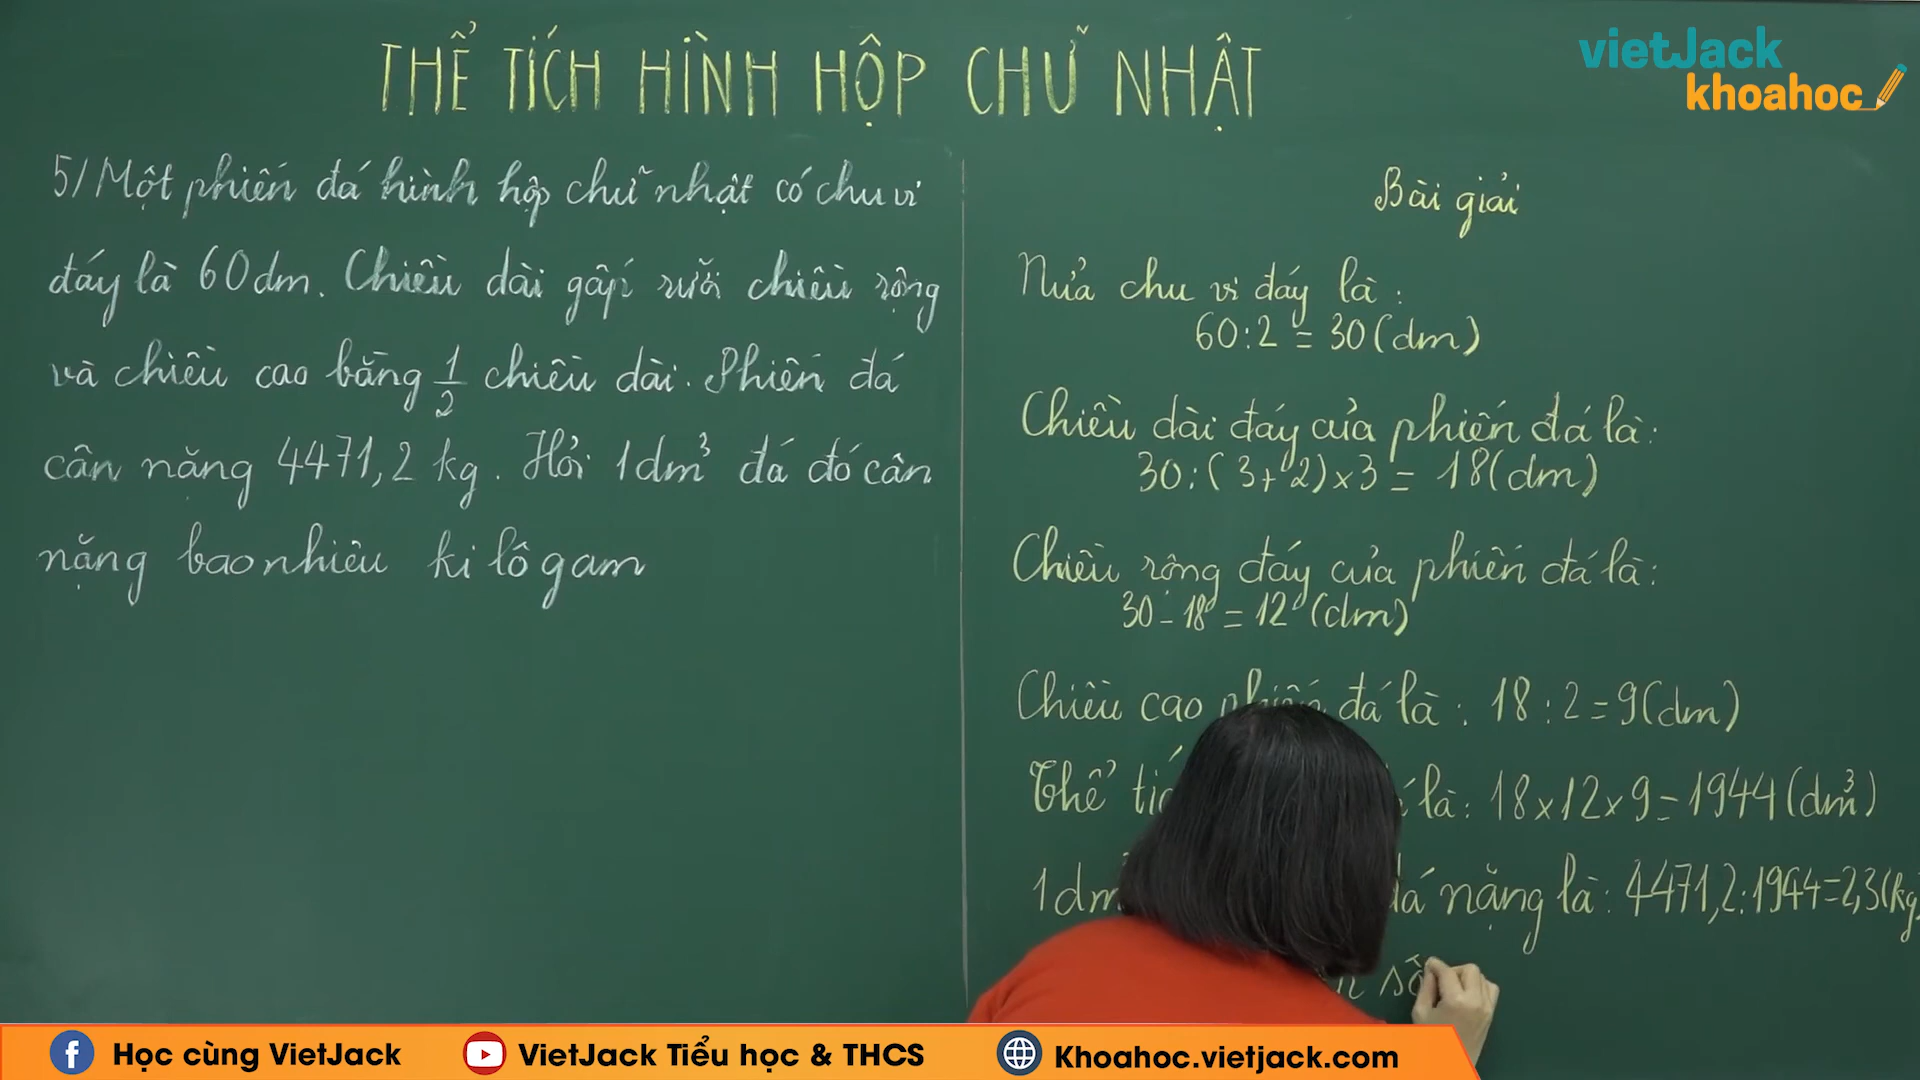 THỂ TÍCH HÌNH HỘP CHỮ NHẬT
vietJack
khoahoc
5/ Một phiến đá hình hộp chữ nhật có chu vi
đáy là 60dm. Chiều dài gấp rưỡi chiều rộng
và chiều cao bằng 1/2 chiều dài. Phiến đá
cân nặng 4471,2 kg. Hỏi 1dm³ đá đó cân
nặng bao nhiêu ki lô gam
Bài giải
Nửa chu vi đáy là:
60:2 = 30(dm)
Chiều dài đáy của phiến đá là:
30:(3+2)x3 = 18(dm)
Chiều rộng đáy của phiến đá là:
30-18 = 12(dm)
Chiều cao phiến đá là: 18:2=9(dm)
Thể là: 18x12x9=1944(dm³)
1dm đá nặng là: 4471,2:1944=2,3(kg)
số
Học cùng VietJack
VietJack Tiểu học & THCS
Khoahoc.vietjack.com